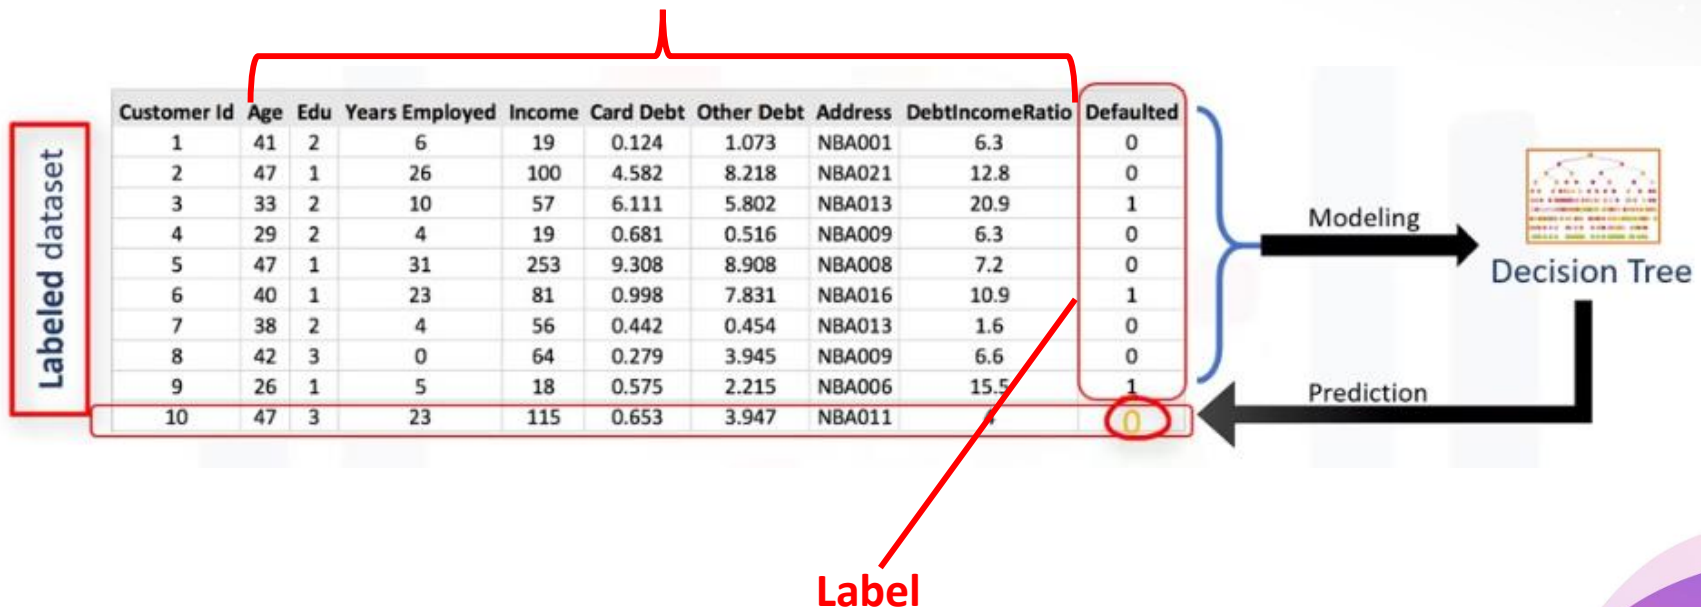 Customer Id Age Edu Years Employed Income Card Debt Other Debt Address DebtIncomeRatio Defaulted
1 41 2 6 19 0.124 1.073 NBA001 6.3 0
2 47 1 26 100 4.582 8.218 NBA021 12.8 0
3 33 2 10 57 6.111 5.802 NBA013 20.9 1
4 29 2 4 19 0.681 0.516 NBA009 6.3 0
5 47 1 31 253 9.308 8.908 NBA008 7.2 0
6 40 1 23 81 0.998 7.831 NBA016 10.9 1
7 38 2 4 56 0.442 0.454 NBA013 1.6 0
8 42 3 0 64 0.279 3.945 NBA009 6.6 0
9 26 1 5 18 0.575 2.215 NBA006 15.5 1
10 47 3 23 115 0.653 3.947 NBA011 4 0
Labeled dataset
Modeling
Decision Tree
Prediction
Label